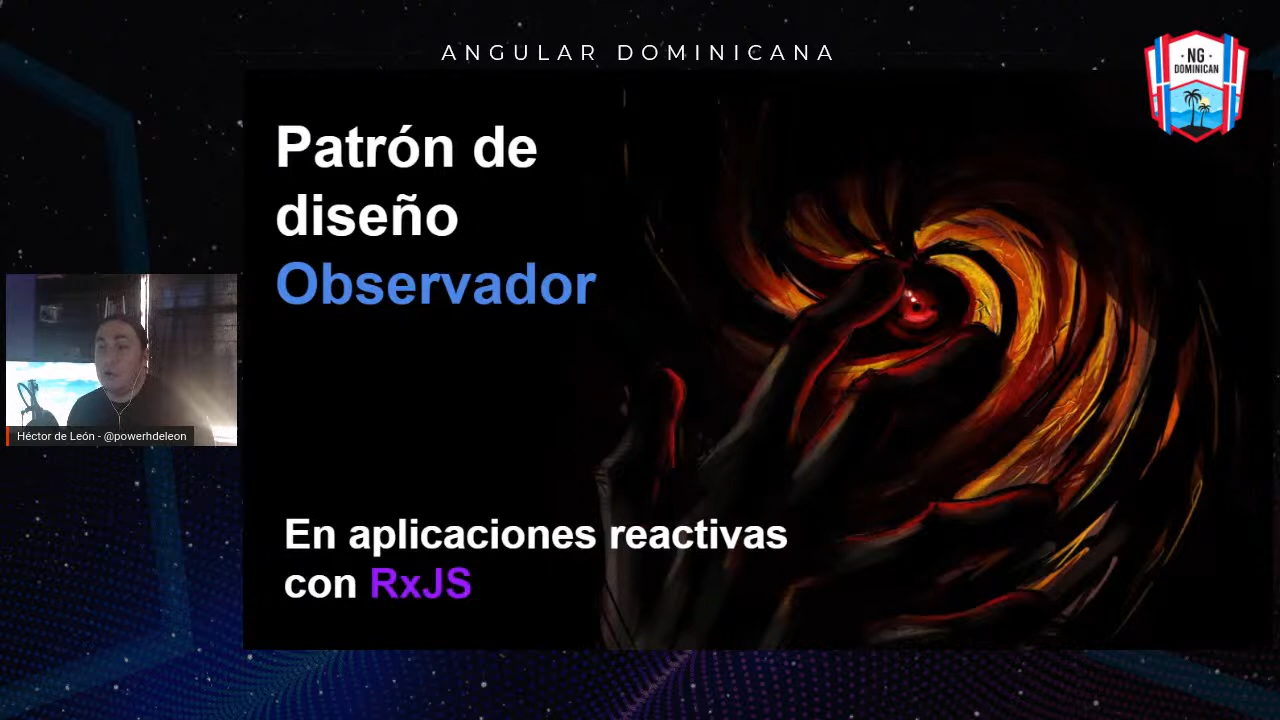 ANGULAR DOMINICANA
· NG ·
DOMINICAN
Patrón de
diseño
Observador
Héctor de León - @powerhdeleon
En aplicaciones reactivas
con RxJS